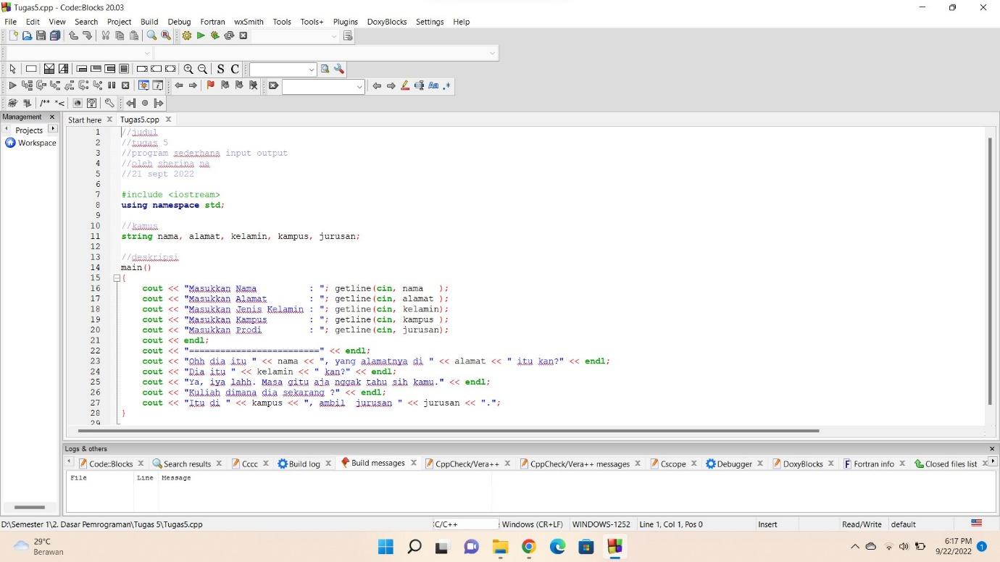 Tugas5.cpp - Code::Blocks 20.03
File Edit View Search Project Build Debug Fortran wxSmith Tools Tools+ Plugins DoxyBlocks Settings Help
S C
/** *<
Aa .*
Management
Start here Tugas5.cpp
Projects
Workspace
1 //judul
2 //tugas 5
3 //program sederhana input output
4 //oleh sherina na
5 //21 sept 2022
6
7 #include <iostream>
8 using namespace std;
9
10 //kamus
11 string nama, alamat, kelamin, kampus, jurusan;
12
13 //deskripsi
14 main()
15 {
16 cout << "Masukkan Nama          : "; getline(cin, nama   );
17 cout << "Masukkan Alamat        : "; getline(cin, alamat );
18 cout << "Masukkan Jenis Kelamin : "; getline(cin, kelamin);
19 cout << "Masukkan Kampus        : "; getline(cin, kampus );
20 cout << "Masukkan Prodi         : "; getline(cin, jurusan);
21 cout << endl;
22 cout << "=========================" << endl;
23 cout << "Ohh dia itu " << nama << ", yang alamatnya di " << alamat << " itu kan?" << endl;
24 cout << "Dia itu " << kelamin << " kan?" << endl;
25 cout << "Ya, iya lahh. Masa gitu aja nggak tahu sih kamu." << endl;
26 cout << "Kuliah dimana dia sekarang ?" << endl;
27 cout << "Itu di " << kampus << ", ambil  jurusan " << jurusan << ".";
28 }
29
Logs & others
Code::Blocks Search results Cccc Build log Build messages CppCheck/Vera++ CppCheck/Vera++ messages Cscope Debugger DoxyBlocks Fortran info Closed files list
File Line Message
D:\Semester 1\2. Dasar Pemrograman\Tugas 5\Tugas5.cpp C/C++ Windows (CR+LF) WINDOWS-1252 Line 1, Col 1, Pos 0 Insert Read/Write default
29°C
Berawan
6:17 PM
9/22/2022
1